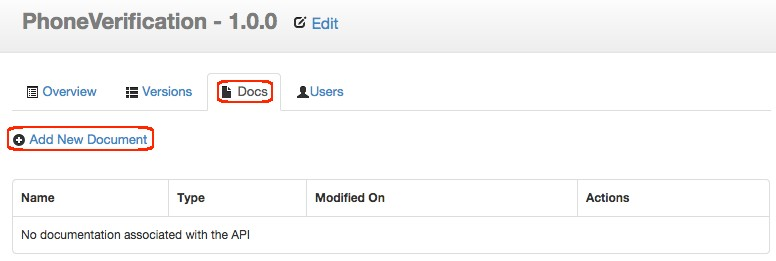 PhoneVerification - 1.0.0 Edit
Overview Versions Docs Users
Add New Document
Name Type Modified On Actions
No documentation associated with the API